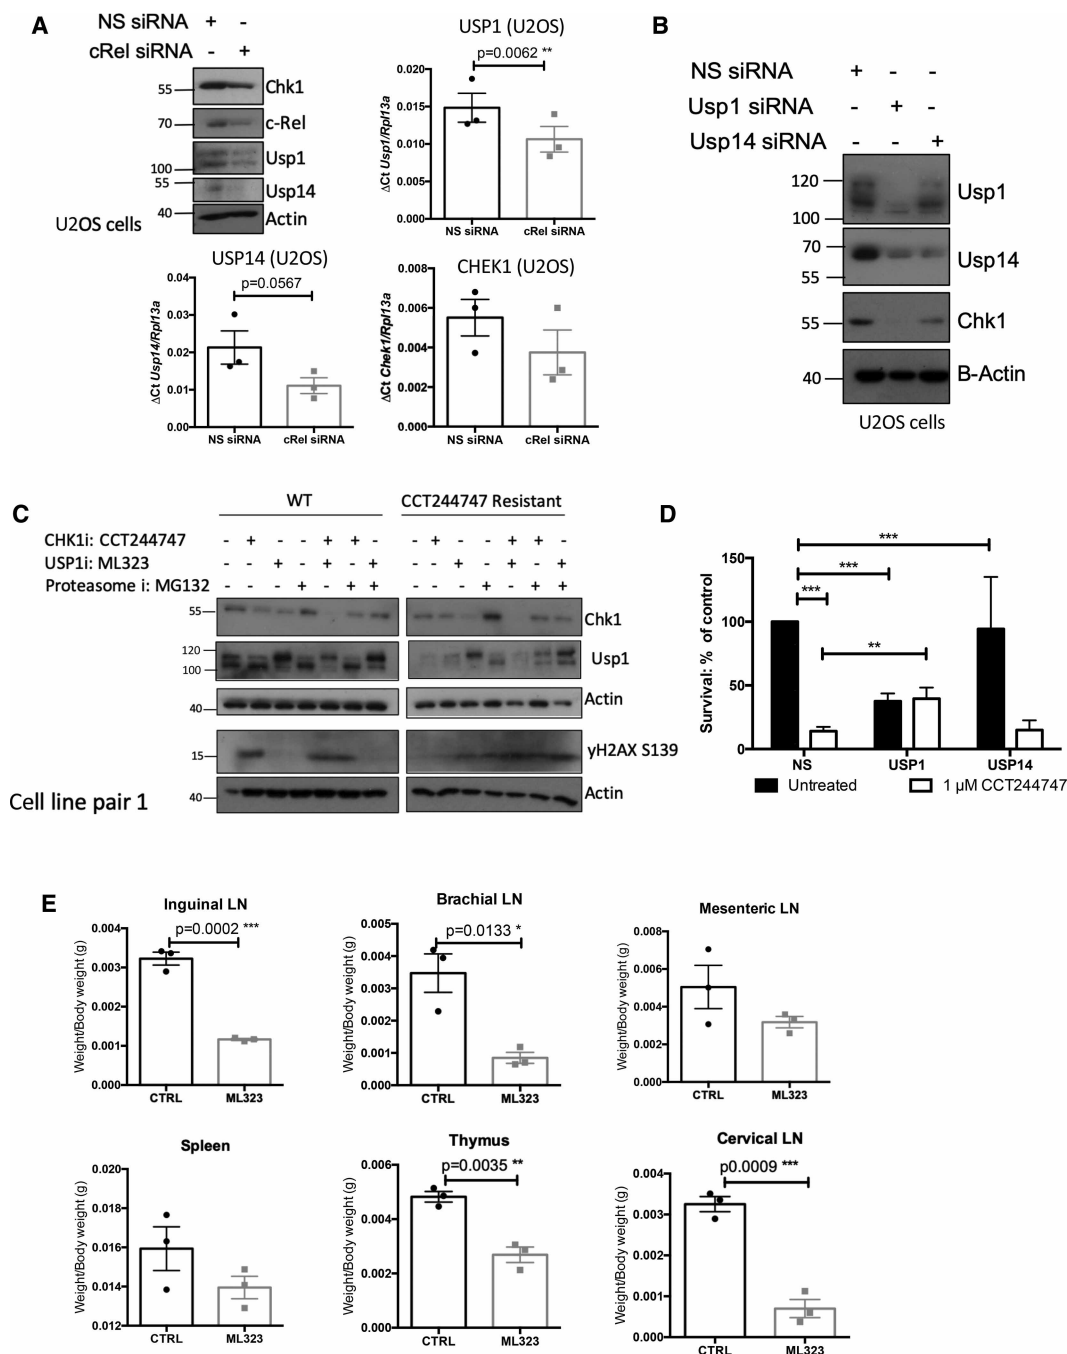 A
NS siRNA + -
cRel siRNA - +
55 Chk1
70 c-Rel
100 Usp1
55 Usp14
40 Actin
U2OS cells
USP1 (U2OS)
p=0.0062 **
ΔCt Usp1/Rpl13a
0.020
0.015
0.010
0.005
0.000
NS siRNA cRel siRNA
USP14 (U2OS)
p=0.0567
ΔCt Usp14/Rpl13a
0.04
0.03
0.02
0.01
0.00
NS siRNA cRel siRNA
CHEK1 (U2OS)
ΔCt Chek1/Rpl13a
0.008
0.006
0.004
0.002
0.000
NS siRNA cRel siRNA
B
NS siRNA + - -
Usp1 siRNA - + -
Usp14 siRNA - - +
120 Usp1
100
70 Usp14
55
55 Chk1
40 B-Actin
U2OS cells
C
WT CCT244747 Resistant
CHK1i: CCT244747 - + - - + + - - + - - + + -
USP1i: ML323 - - + - + - + - - + - + - +
Proteasome i: MG132 - - - + - + + - - - + - + +
55 Chk1
120 Usp1
100
40 Actin
15 yH2AX S139
40 Actin
Cell line pair 1
D
Survival: % of control
150
100
50
0
***
***
***
**
NS USP1 USP14
Untreated 1 µM CCT244747
E
Inguinal LN
p=0.0002 ***
Weight/Body weight (g)
0.004
0.003
0.002
0.001
0.000
CTRL ML323
Brachial LN
p=0.0133 *
Weight/Body weight (g)
0.005
0.004
0.003
0.002
0.001
0.000
CTRL ML323
Mesenteric LN
Weight/Body weight (g)
0.008
0.006
0.004
0.002
0.000
CTRL ML323
Spleen
Weight/Body weight (g)
0.020
0.018
0.016
0.014
0.012
CTRL ML323
Thymus
p=0.0035 **
Weight/Body weight (g)
0.006
0.004
0.002
0.000
CTRL ML323
Cervical LN
p0.0009 ***
Weight/Body weight (g)
0.004
0.003
0.002
0.001
0.000
CTRL ML323